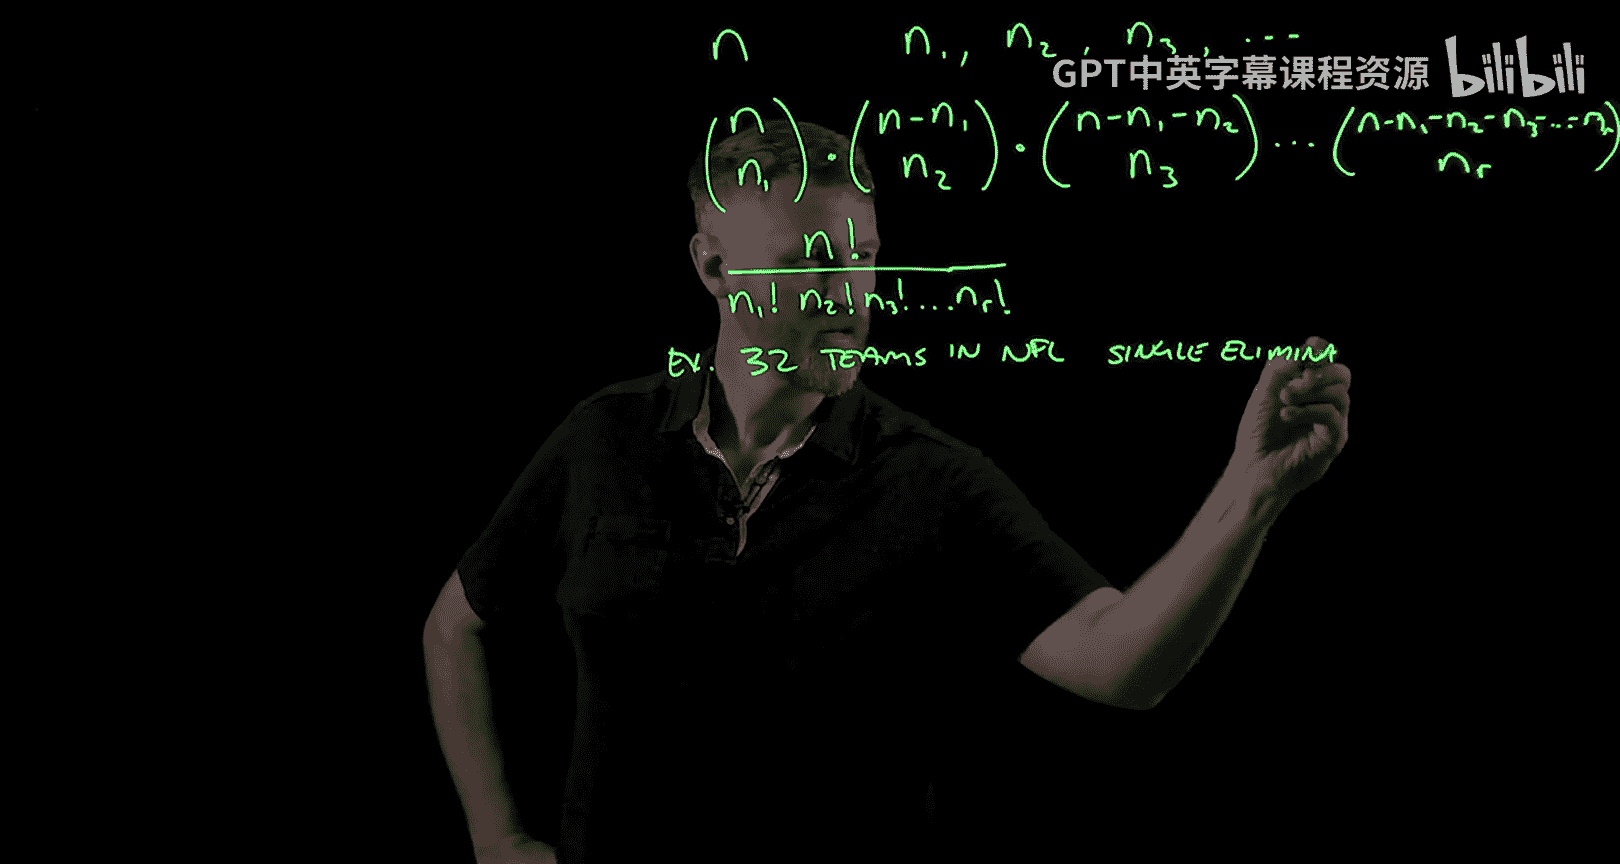 n n₁, n₂, n₃, ...
GPT中英字幕课程资源 bilibili
(n n₁) · (n-n₁ n₂) · (n-n₁-n₂ n₃) ... (n-n₁-n₂-n₃-...-nᵣ nᵣ)
n!
n₁! n₂! n₃! ... nᵣ!
EX. 32 TEAMS IN NFL SINGLE ELIMINA